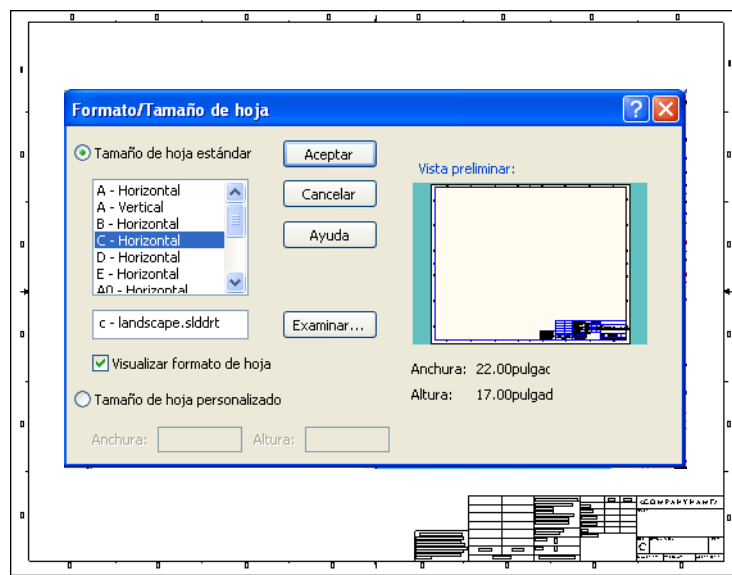 Formato/Tamaño de hoja
Tamaño de hoja estándar
Aceptar
Cancelar
Ayuda
A - Horizontal
A - Vertical
B - Horizontal
C - Horizontal
D - Horizontal
E - Horizontal
A0 - Horizontal
c - landscape.slddrt
Examinar...
Visualizar formato de hoja
Tamaño de hoja personalizado
Anchura:
Altura:
Vista preliminar:
Anchura: 22.00pulgac
Altura: 17.00pulgad
<COMPANYNAME>
C